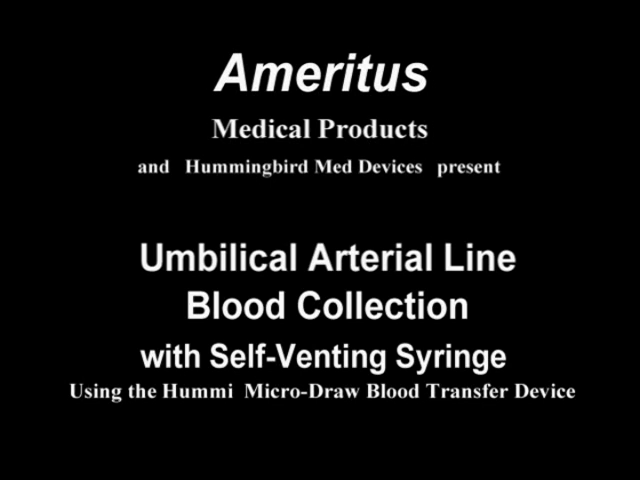 Ameritus
Medical Products
and Hummingbird Med Devices present
Umbilical Arterial Line
Blood Collection
with Self-Venting Syringe
Using the Hummi Micro-Draw Blood Transfer Device